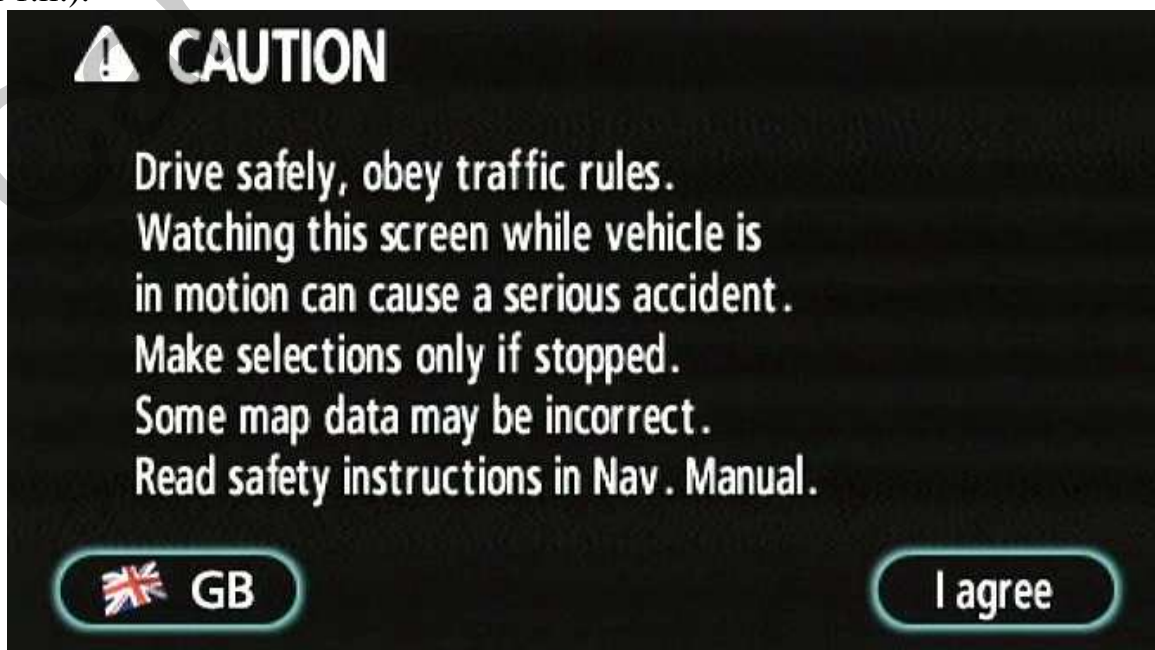 CAUTION
Drive safely, obey traffic rules.
Watching this screen while vehicle is
in motion can cause a serious accident.
Make selections only if stopped.
Some map data may be incorrect.
Read safety instructions in Nav. Manual.
GB
I agree